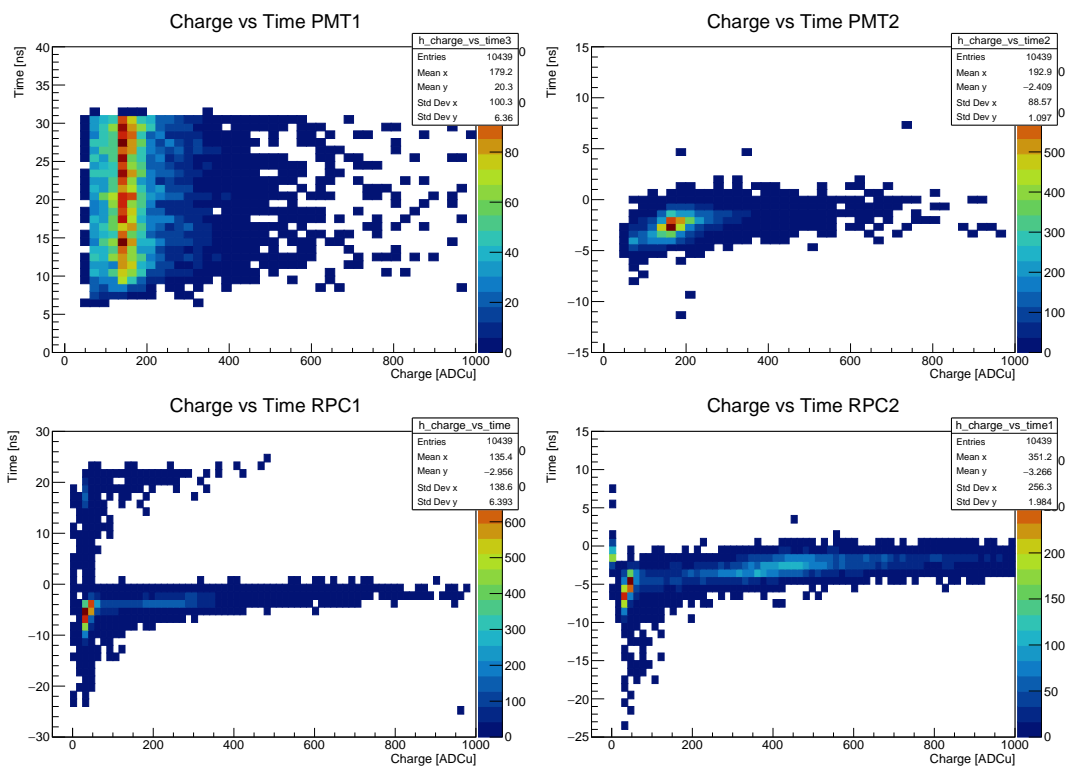 Charge vs Time PMT1
Time [ns]
40
35
30
25
20
15
10
5
0
0 200 400 600 800 1000
Charge [ADCu]
h_charge_vs_time3
Entries 10439
Mean x 179.2
Mean y 20.3
Std Dev x 100.3
Std Dev y 6.36
0
0
80
60
40
20
0
Charge vs Time PMT2
Time [ns]
15
10
5
0
−5
−10
−15
0 200 400 600 800 1000
Charge [ADCu]
h_charge_vs_time2
Entries 10439
Mean x 192.9
Mean y −2.409
Std Dev x 88.57
Std Dev y 1.097
0
0
500
400
300
200
100
0
Charge vs Time RPC1
Time [ns]
30
20
10
0
−10
−20
−30
0 200 400 600 800 1000
Charge [ADCu]
h_charge_vs_time
Entries 10439
Mean x 135.4
Mean y −2.956
Std Dev x 138.6
Std Dev y 6.393
0
0
600
500
400
300
200
100
0
Charge vs Time RPC2
Time [ns]
15
10
5
0
−5
−10
−15
−20
−25
0 200 400 600 800 1000
Charge [ADCu]
h_charge_vs_time1
Entries 10439
Mean x 351.2
Mean y −3.266
Std Dev x 256.3
Std Dev y 1.984
0
0
200
150
100
50
0